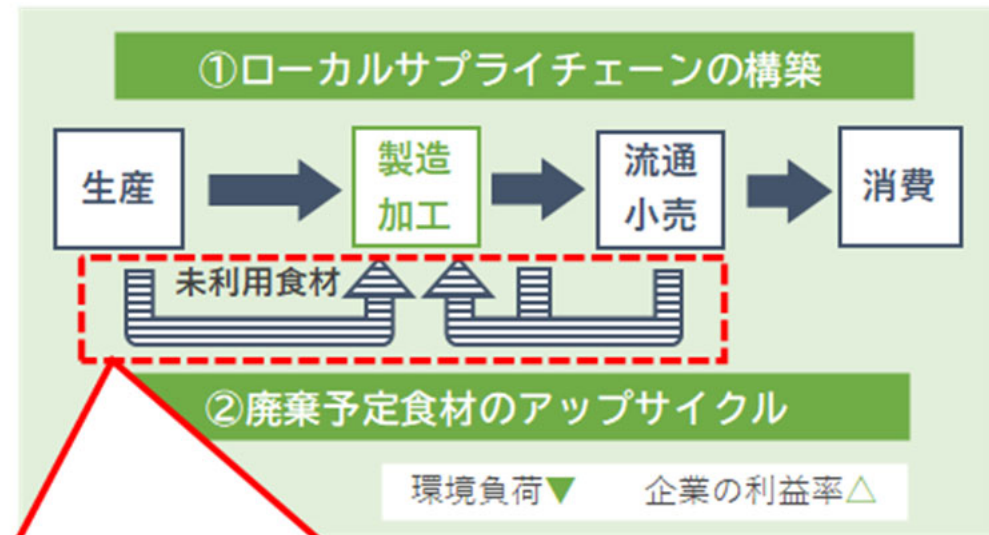 ①ローカルサプライチェーンの構築
生産
製造
加工
流通
小売
消費
未利用食材
②廃棄予定食材のアップサイクル
環境負荷▼ 企業の利益率△